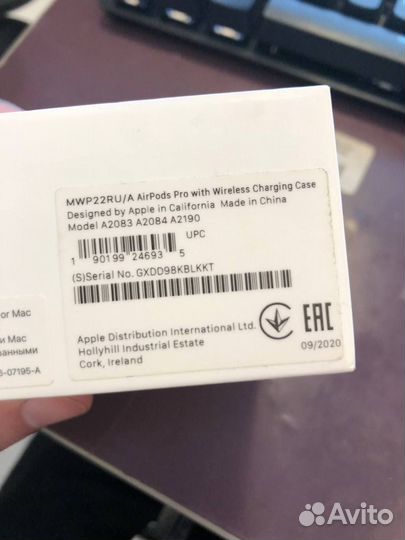 MWP22RU/A AirPods Pro with Wireless Charging Case
Designed by Apple in California Made in China
Model A2083 A2084 A2190
UPC
1 90199 24693 5
(S)Serial No. GXDD98KBLKKT
or Mac
и Mac
ванными
3-07195-A
Apple Distribution International Ltd.
Hollyhill Industrial Estate
Cork, Ireland
EAC
09/2020
Avito